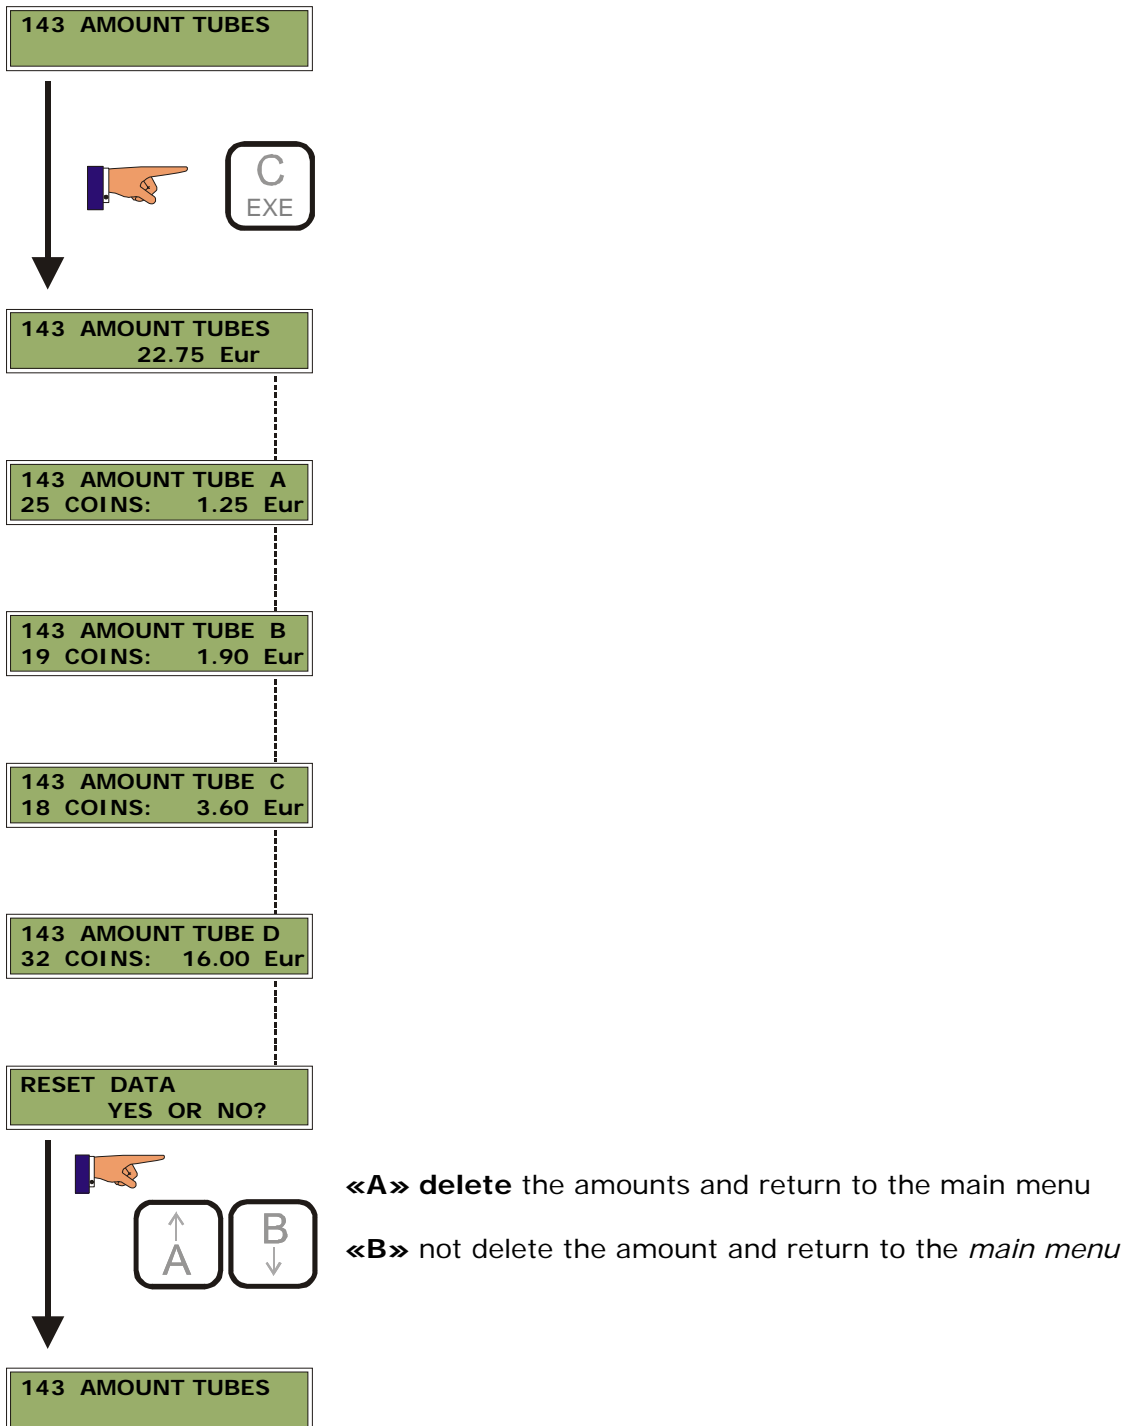 143 AMOUNT TUBES
C
EXE
143 AMOUNT TUBES
22.75 Eur
143 AMOUNT TUBE A
25 COINS: 1.25 Eur
143 AMOUNT TUBE B
19 COINS: 1.90 Eur
143 AMOUNT TUBE C
18 COINS: 3.60 Eur
143 AMOUNT TUBE D
32 COINS: 16.00 Eur
RESET DATA
YES OR NO?
«A» delete the amounts and return to the main menu
↑ B
A ↓
«B» not delete the amount and return to the main menu
143 AMOUNT TUBES